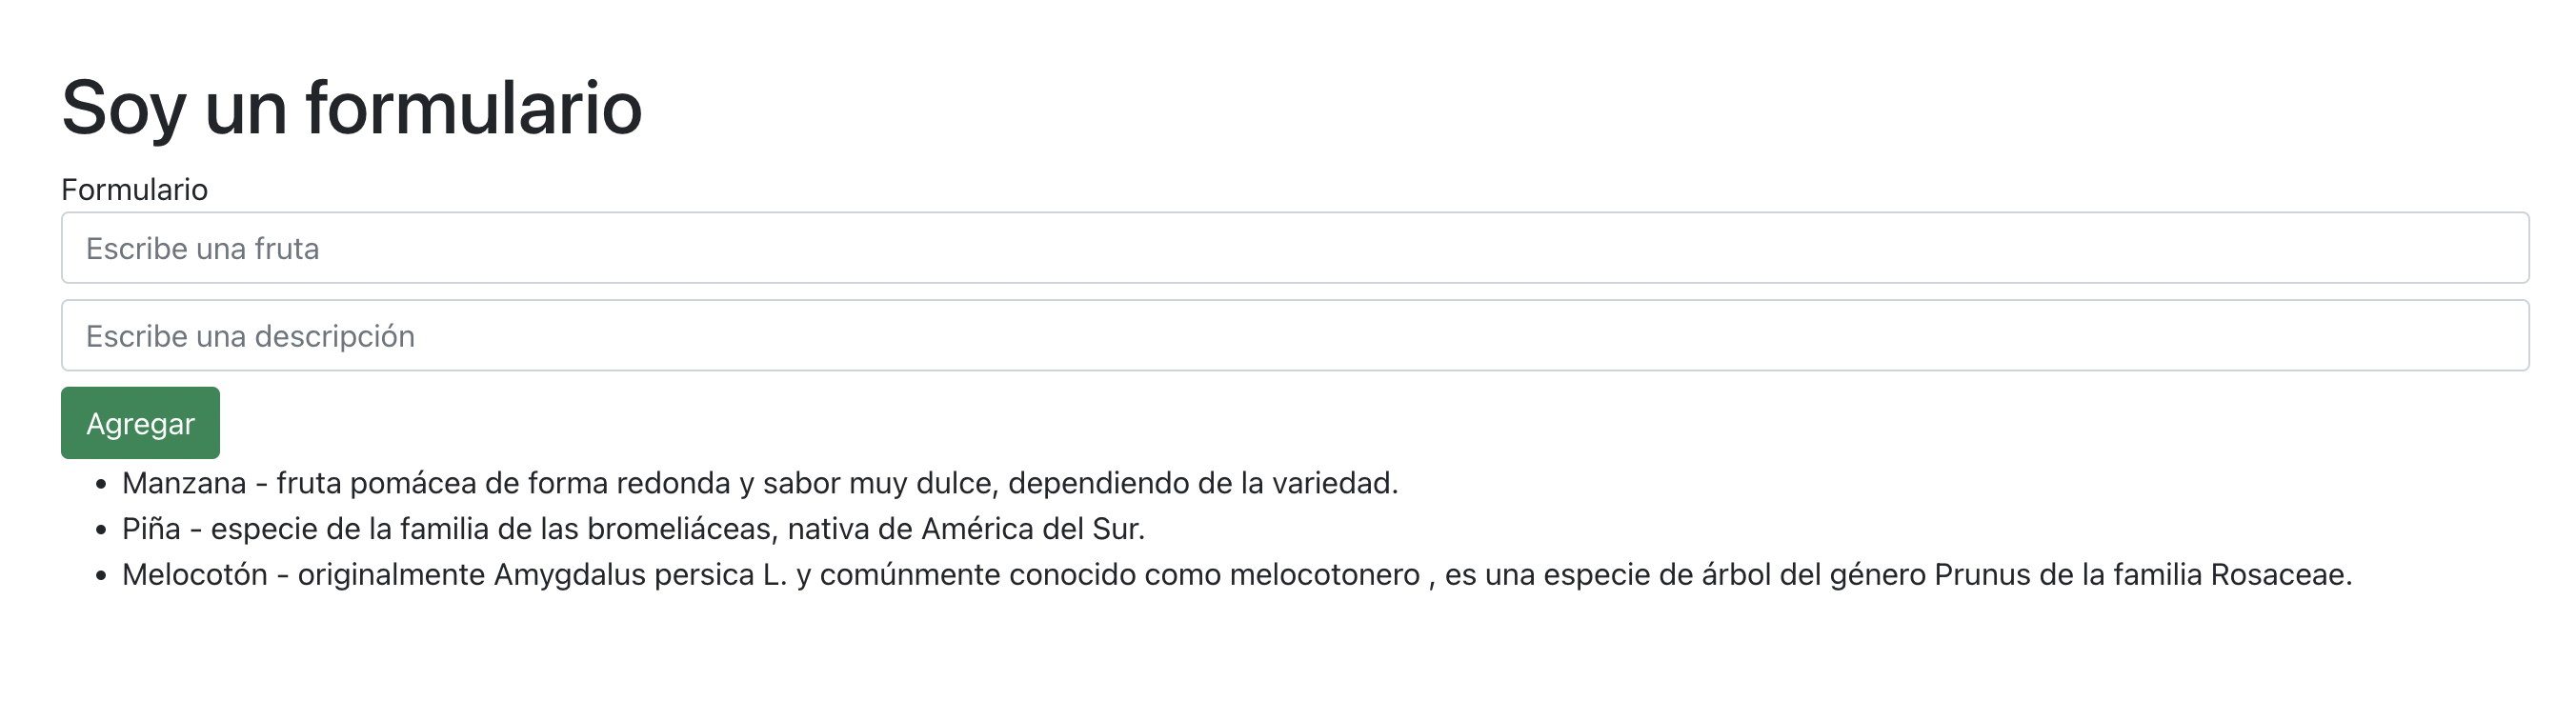 Soy un formulario
Formulario
Escribe una fruta
Escribe una descripción
Agregar
• Manzana - fruta pomácea de forma redonda y sabor muy dulce, dependiendo de la variedad.
• Piña - especie de la familia de las bromeliáceas, nativa de América del Sur.
• Melocotón - originalmente Amygdalus persica L. y comúnmente conocido como melocotonero , es una especie de árbol del género Prunus de la familia Rosaceae.